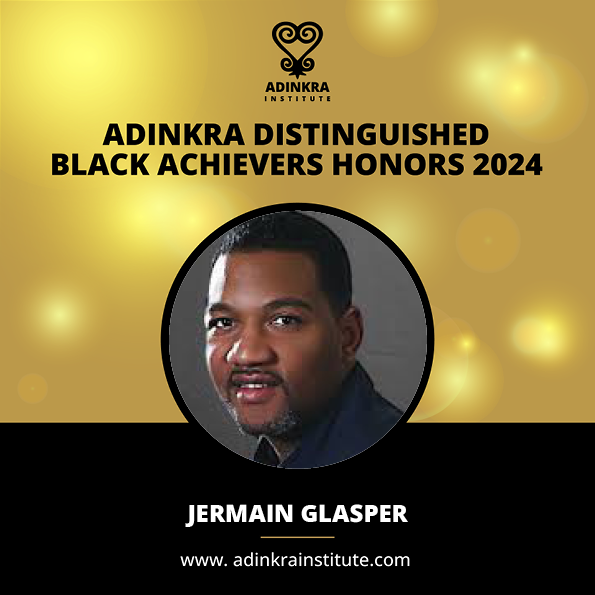 ADINKRA
INSTITUTE
ADINKRA DISTINGUISHED
BLACK ACHIEVERS HONORS 2024
JERMAIN GLASPER
www. adinkrainstitute.com